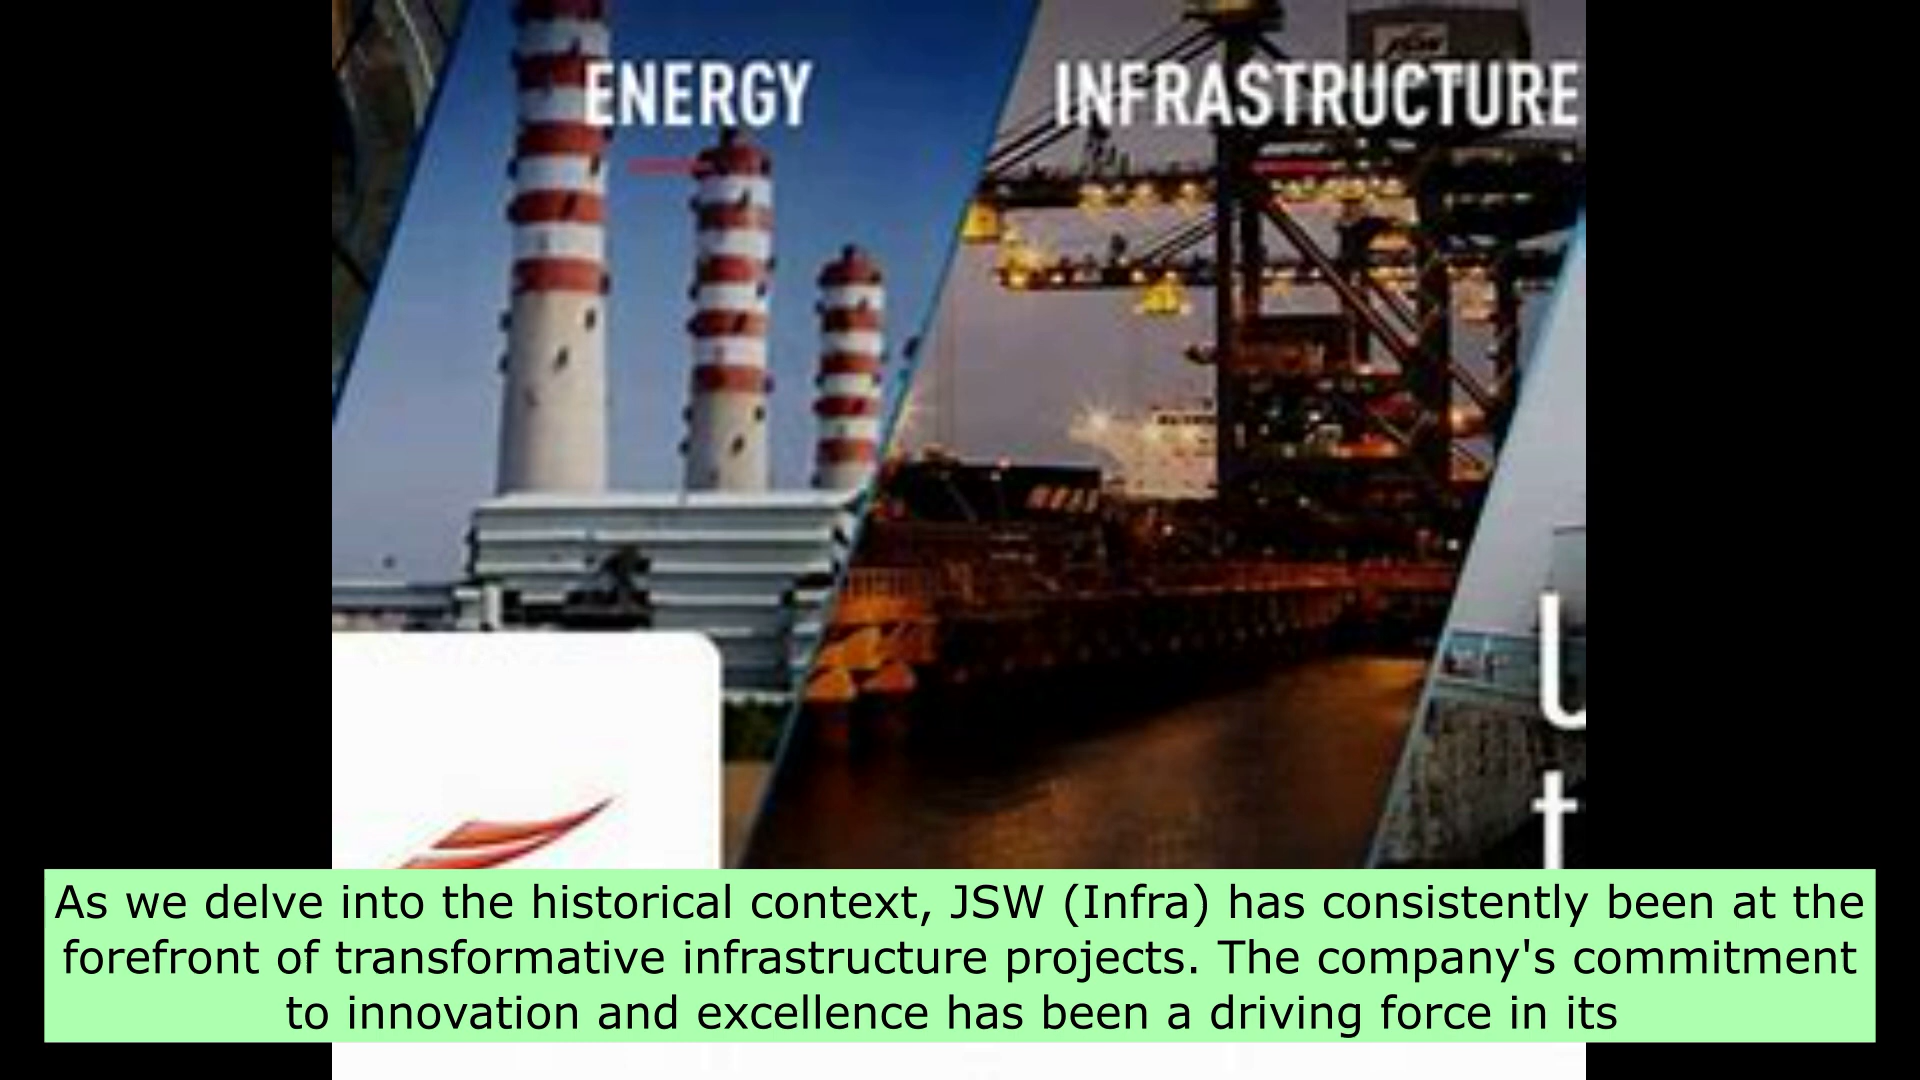 ENERGY
INFRASTRUCTURE
JSW
t
As we delve into the historical context, JSW (Infra) has consistently been at the
forefront of transformative infrastructure projects. The company's commitment
to innovation and excellence has been a driving force in its